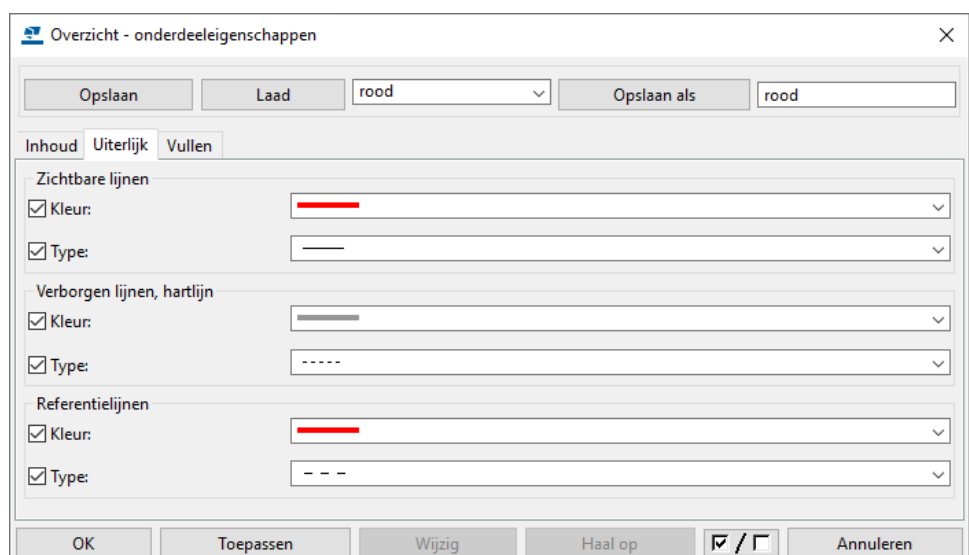 Overzicht - onderdeeleigenschappen
Opslaan Laad rood Opslaan als rood
Inhoud Uiterlijk Vullen
Zichtbare lijnen
Kleur:
Type:
Verborgen lijnen, hartlijn
Kleur:
Type:
Referentielijnen
Kleur:
Type:
OK Toepassen Wijzig Haal op / Annuleren